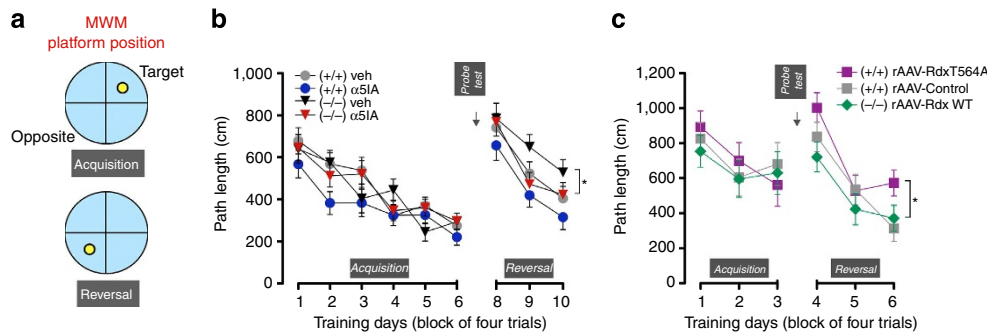 a
MWM
platform position
Target
Opposite
Acquisition
Reversal
b
(+/+) veh
(+/+) α5IA
(−/−) veh
(−/−) α5IA
Probe
test
1,000
800
600
400
200
0
Path length (cm)
*
Acquisition
Reversal
1 2 3 4 5 6 8 9 10
Training days (block of four trials)
c
(+/+) rAAV-RdxT564A
(+/+) rAAV-Control
(−/−) rAAV-Rdx WT
Probe
test
1,200
1,000
800
600
400
200
0
Path length (cm)
*
Acquisition
Reversal
1 2 3 4 5 6
Training days (block of four trials)